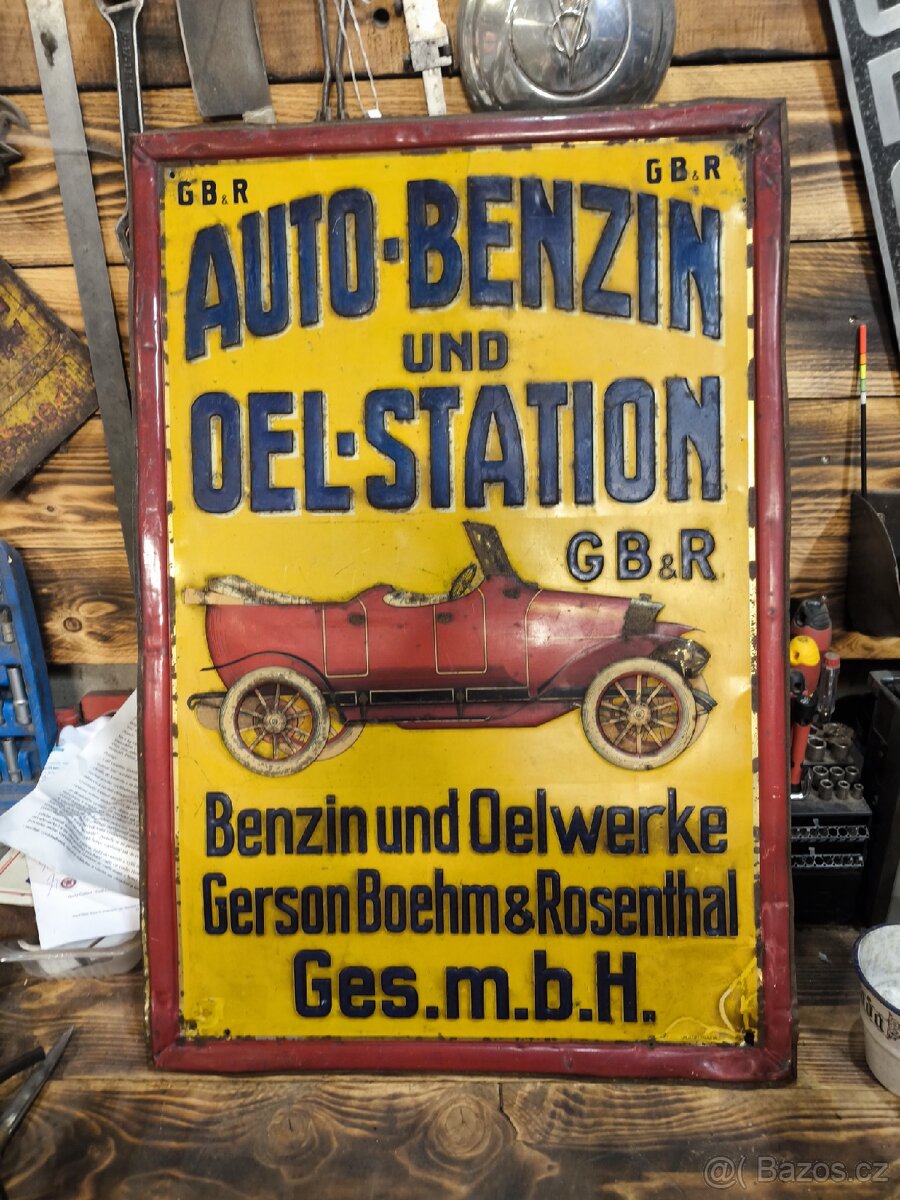 GB&R GB&R
AUTO·BENZIN
UND
OEL·STATION
GB&R
Benzin und Oelwerke
Gerson Boehm & Rosenthal
Ges.m.b.H.
@( Bazos.cz